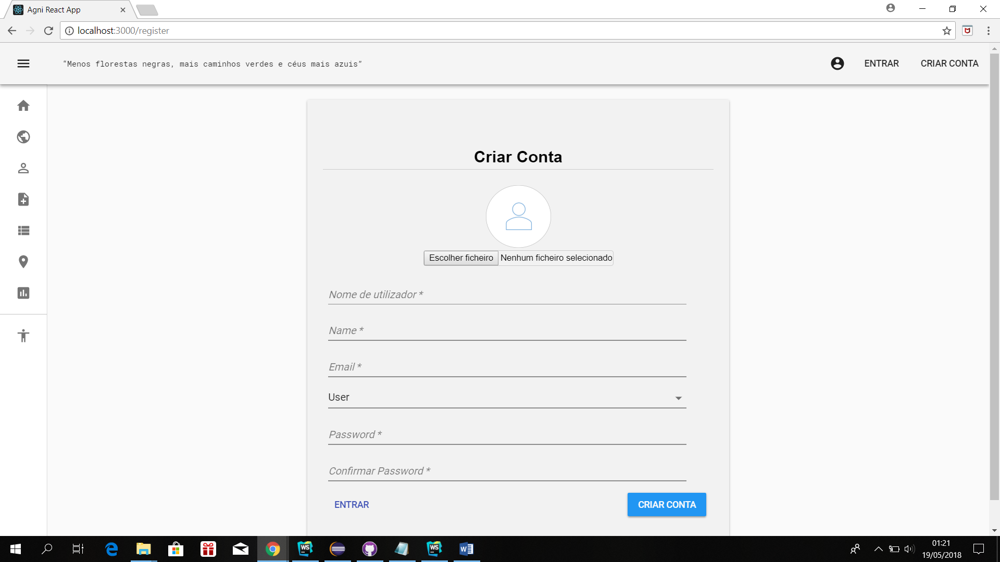 Agni React App
localhost:3000/register
“Menos florestas negras, mais caminhos verdes e céus mais azuis”
ENTRAR
CRIAR CONTA
Criar Conta
Escolher ficheiro Nenhum ficheiro selecionado
Nome de utilizador *
Name *
Email *
User
Password *
Confirmar Password *
ENTRAR
CRIAR CONTA
WS
WS
W
01:21
19/05/2018